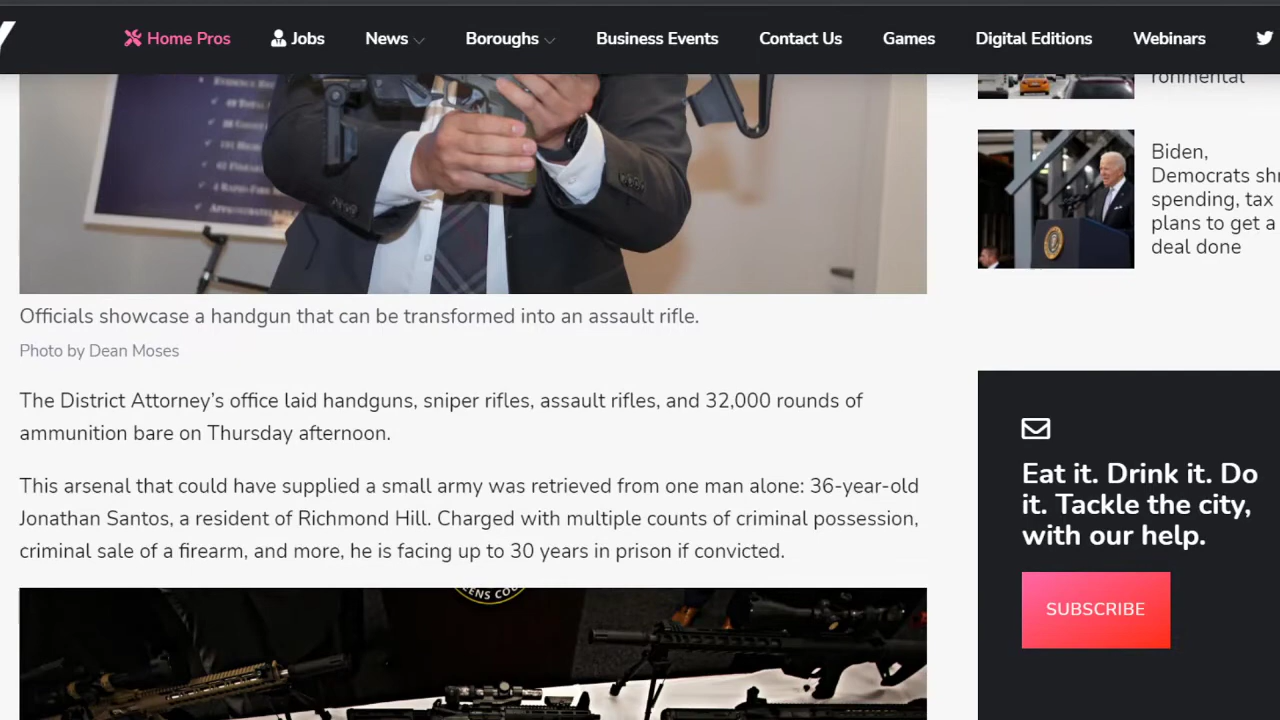 Home Pros Jobs News Boroughs Business Events Contact Us Games Digital Editions Webinars
ronmental
Biden,
Democrats
spending, tax
plans to get a
deal done
Officials showcase a handgun that can be transformed into an assault rifle.
Photo by Dean Moses
The District Attorney’s office laid handguns, sniper rifles, assault rifles, and 32,000 rounds of
ammunition bare on Thursday afternoon.
This arsenal that could have supplied a small army was retrieved from one man alone: 36-year-old
Jonathan Santos, a resident of Richmond Hill. Charged with multiple counts of criminal possession,
criminal sale of a firearm, and more, he is facing up to 30 years in prison if convicted.
Eat it. Drink it. Do
it. Tackle the city,
with our help.
SUBSCRIBE